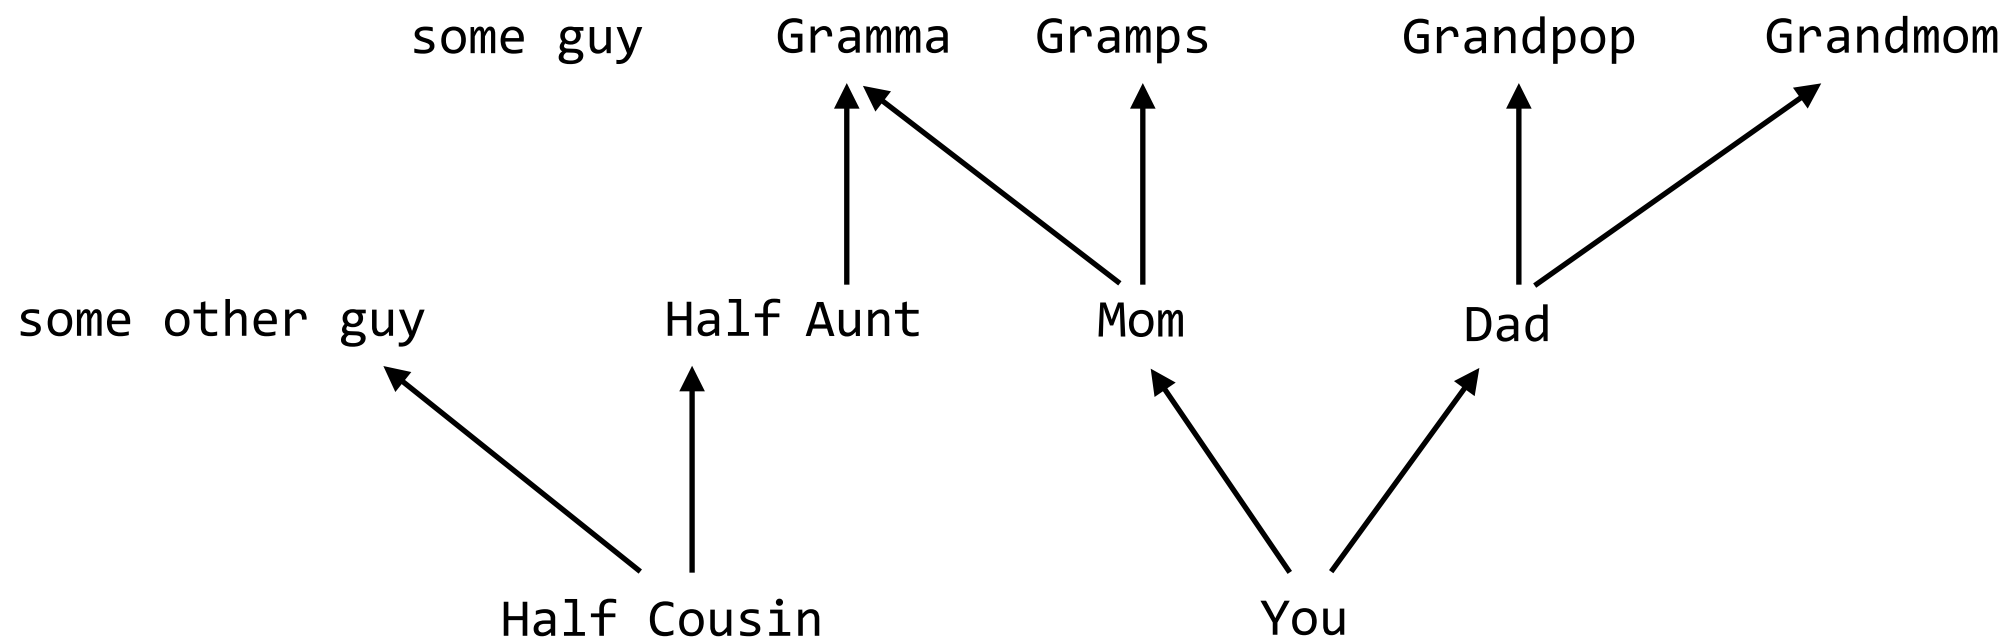 some guy Gramma Gramps Grandpop Grandmom
some other guy Half Aunt Mom Dad
Half Cousin You